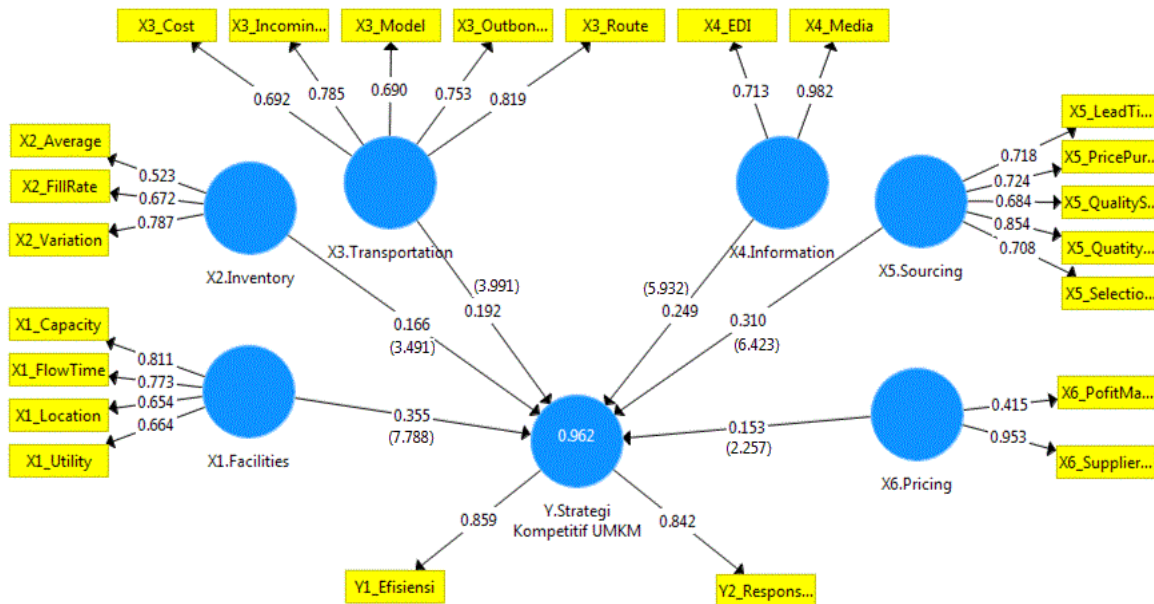 X3_Cost
X3_Incomin...
X3_Model
X3_Outbon...
X3_Route
X4_EDI
X4_Media
0.692
0.785
0.690
0.753
0.819
0.713
0.982
X2_Average
X2_FillRate
X2_Variation
0.523
0.672
0.787
X2.Inventory
X3.Transportation
X4.Information
X5.Sourcing
X5_LeadTi...
X5_PricePur...
X5_QualityS...
X5_Quatity...
X5_Selectio...
0.718
0.724
0.684
0.854
0.708
(3.991)
0.192
(5.932)
0.249
0.166
(3.491)
0.310
(6.423)
X1_Capacity
X1_FlowTime
X1_Location
X1_Utility
0.811
0.773
0.654
0.664
X1.Facilities
0.355
(7.788)
0.962
0.153
(2.257)
X6.Pricing
0.415
0.953
X6_PofitMa...
X6_Supplier...
Y.Strategi
Kompetitif UMKM
0.859
0.842
Y1_Efisiensi
Y2_Respons...